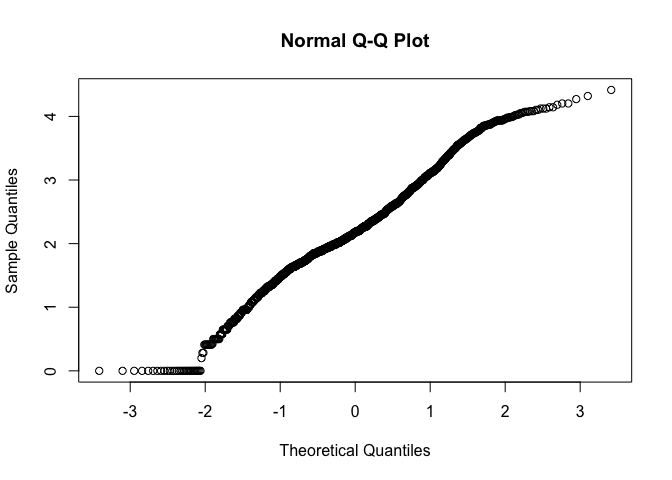 Normal Q-Q Plot
Sample Quantiles
4
3
2
1
0
-3 -2 -1 0 1 2 3
Theoretical Quantiles